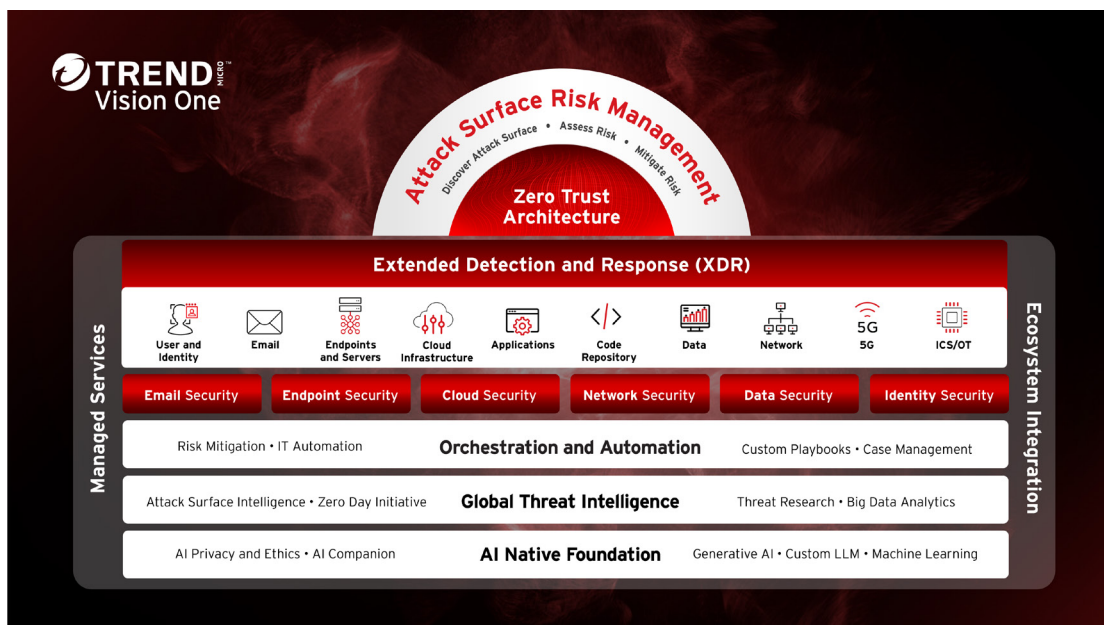 TREND MICRO™
Vision One
Attack Surface Risk Management
Discover Attack Surface • Assess Risk • Mitigate Risk
Zero Trust
Architecture
Managed Services
Extended Detection and Response (XDR)
User and
Identity
Email
Endpoints
and Servers
Cloud
Infrastructure
Applications
Code
Repository
Data
Network
5G
5G
ICS/OT
Email Security
Endpoint Security
Cloud Security
Network Security
Data Security
Identity Security
Risk Mitigation • IT Automation
Orchestration and Automation
Custom Playbooks • Case Management
Attack Surface Intelligence • Zero Day Initiative
Global Threat Intelligence
Threat Research • Big Data Analytics
AI Privacy and Ethics • AI Companion
AI Native Foundation
Generative AI • Custom LLM • Machine Learning
Ecosystem Integration